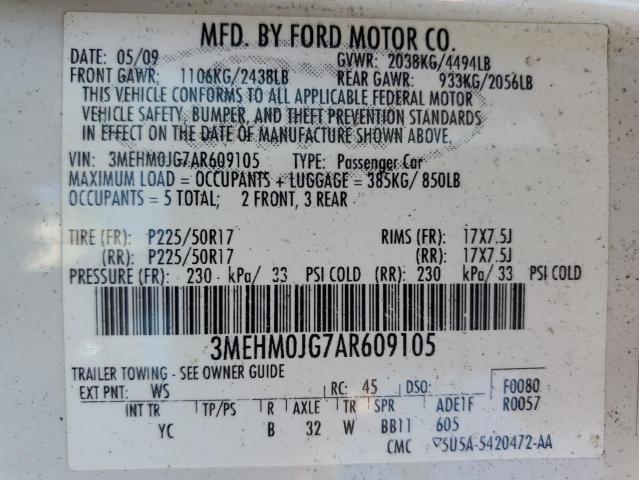 MFD. BY FORD MOTOR CO.
DATE: 05/09 GVWR: 2038KG/4494LB
FRONT GAWR: 1106KG/2438LB REAR GAWR: 933KG/2056LB
THIS VEHICLE CONFORMS TO ALL APPLICABLE FEDERAL MOTOR
VEHICLE SAFETY, BUMPER, AND THEFT PREVENTION STANDARDS
IN EFFECT ON THE DATE OF MANUFACTURE SHOWN ABOVE.
VIN: 3MEHM0JG7AR609105 TYPE: Passenger Car
MAXIMUM LOAD = OCCUPANTS + LUGGAGE = 385KG/ 850LB
OCCUPANTS = 5 TOTAL; 2 FRONT, 3 REAR
TIRE (FR): P225/50R17 RIMS (FR): 17X7.5J
(RR): P225/50R17 (RR): 17X7.5J
PRESSURE (FR): 230 kPa/ 33 PSI COLD (RR): 230 kPa/ 33 PSI COLD
3MEHM0JG7AR609105
TRAILER TOWING - SEE OWNER GUIDE
EXT PNT: WS RC: 45 DSO: F0080
INT TR TP/PS R AXLE TR SPR ADE1F R0057
YC B 32 W BB11 605
CMC ▽5U5A-5420472-AA